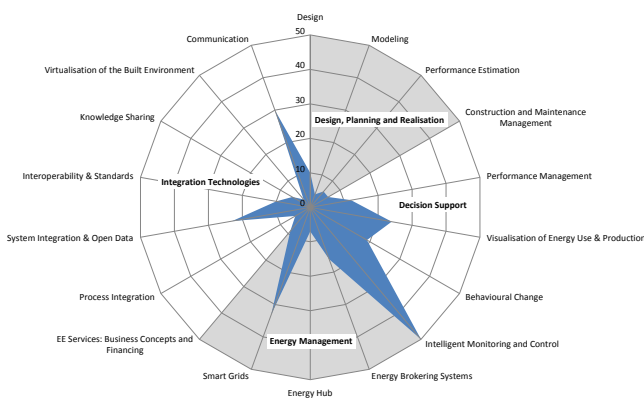 Design
Modeling
Performance Estimation
Construction and Maintenance
Management
Performance Management
Visualisation of Energy Use & Production
Behavioural Change
Intelligent Monitoring and Control
Energy Brokering Systems
Energy Hub
Smart Grids
EE Services: Business Concepts and
Financing
Process Integration
System Integration & Open Data
Interoperability & Standards
Knowledge Sharing
Virtualisation of the Built Environment
Communication
50
40
30
20
10
0
Design, Planning and Realisation
Decision Support
Energy Management
Integration Technologies